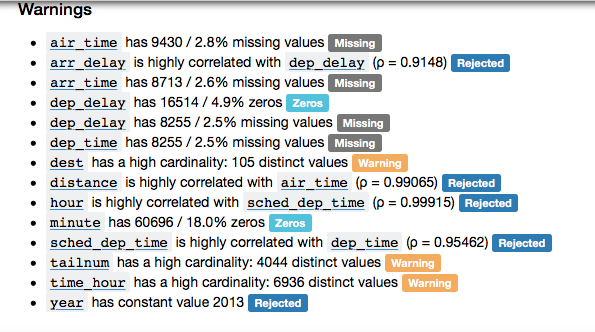 Warnings
air_time has 9430 / 2.8% missing values Missing
arr_delay is highly correlated with dep_delay (ρ = 0.9148) Rejected
arr_time has 8713 / 2.6% missing values Missing
dep_delay has 16514 / 4.9% zeros Zeros
dep_delay has 8255 / 2.5% missing values Missing
dep_time has 8255 / 2.5% missing values Missing
dest has a high cardinality: 105 distinct values Warning
distance is highly correlated with air_time (ρ = 0.99065) Rejected
hour is highly correlated with sched_dep_time (ρ = 0.99915) Rejected
minute has 60696 / 18.0% zeros Zeros
sched_dep_time is highly correlated with dep_time (ρ = 0.95462) Rejected
tailnum has a high cardinality: 4044 distinct values Warning
time_hour has a high cardinality: 6936 distinct values Warning
year has constant value 2013 Rejected